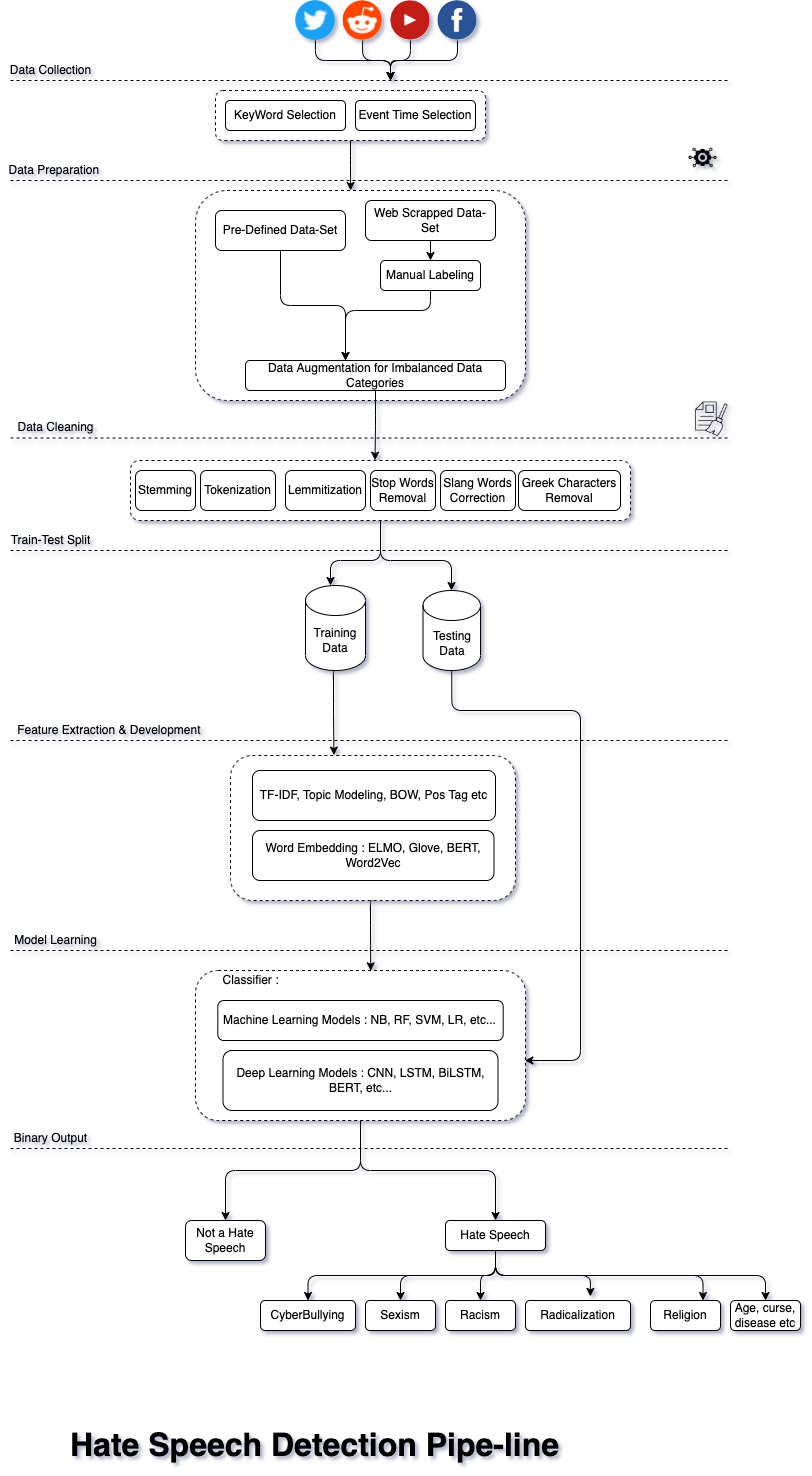 Data Collection
KeyWord Selection
Event Time Selection
Data Preparation
Pre-Defined Data-Set
Web Scrapped Data-
Set
Manual Labeling
Data Augmentation for Imbalanced Data
Categories
Data Cleaning
Stemming
Tokenization
Lemmitization
Stop Words
Removal
Slang Words
Correction
Greek Characters
Removal
Train-Test Split
Training
Data
Testing
Data
Feature Extraction & Development
TF-IDF, Topic Modeling, BOW, Pos Tag etc
Word Embedding : ELMO, Glove, BERT,
Word2Vec
Model Learning
Classifier :
Machine Learning Models : NB, RF, SVM, LR, etc...
Deep Learning Models : CNN, LSTM, BiLSTM,
BERT, etc...
Binary Output
Not a Hate
Speech
Hate Speech
CyberBullying
Sexism
Racism
Radicalization
Religion
Age, curse,
disease etc
Hate Speech Detection Pipe-line